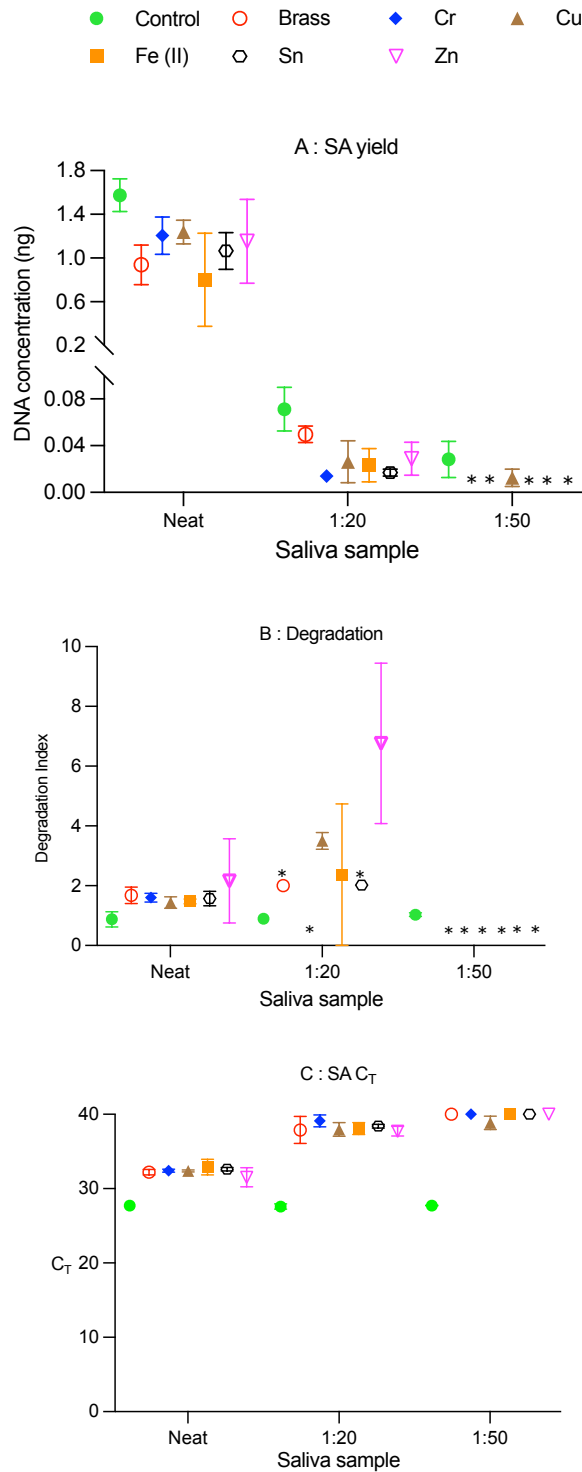 Control Brass Cr Cu
Fe (II) Sn Zn
A : SA yield
DNA concentration (ng)
1.8
1.4
1.0
0.6
0.2
0.08
0.04
0.00
* * * * *
Neat 1:20 1:50
Saliva sample
B : Degradation
Degradation Index
10
8
6
4
2
0
* * *
* * * * * *
Neat 1:20 1:50
Saliva sample
C : SA CT
CT
40
30
20
10
0
Neat 1:20 1:50
Saliva sample